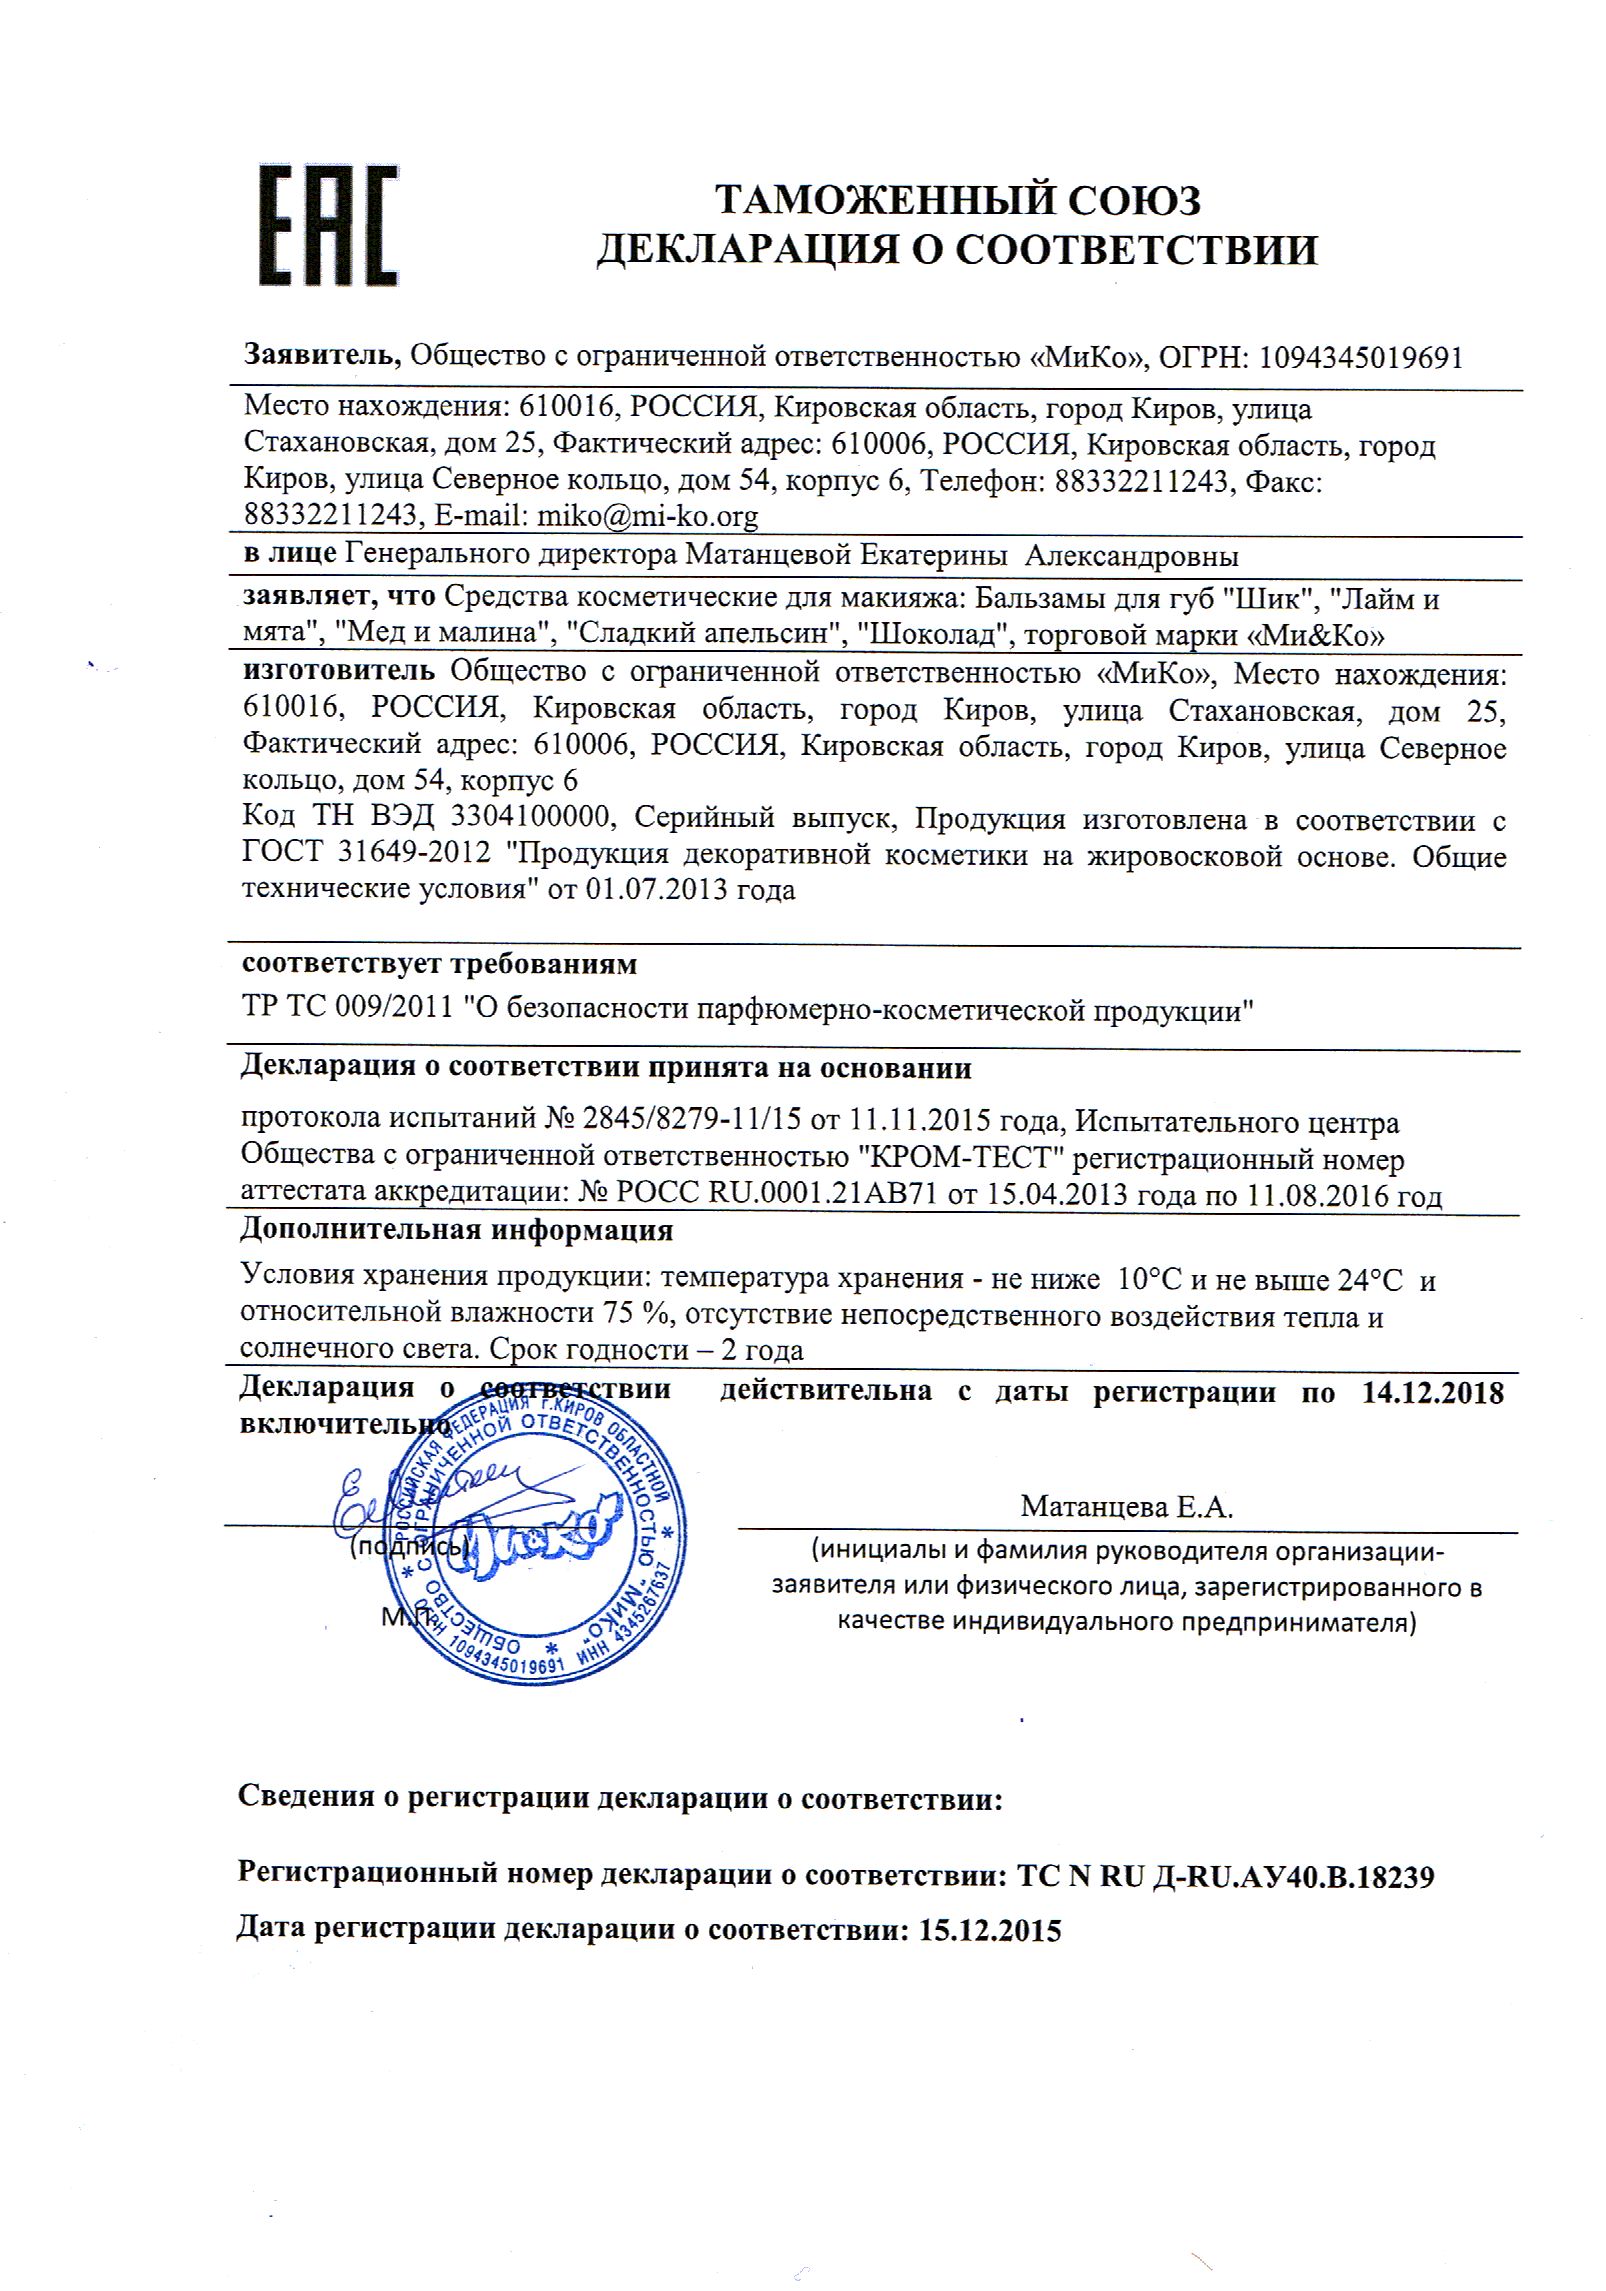 ЕАС
ТАМОЖЕННЫЙ СОЮЗ
ДЕКЛАРАЦИЯ О СООТВЕТСТВИИ
Заявитель, Общество с ограниченной ответственностью «МиКо», ОГРН: 1094345019691
Место нахождения: 610016, РОССИЯ, Кировская область, город Киров, улица
Стахановская, дом 25, Фактический адрес: 610006, РОССИЯ, Кировская область, город
Киров, улица Северное кольцо, дом 54, корпус 6, Телефон: 88332211243, Факс:
88332211243, E-mail: miko@mi-ko.org
в лице Генерального директора Матанцевой Екатерины Александровны
заявляет, что Средства косметические для макияжа: Бальзамы для губ "Шик", "Лайм и
мята", "Мед и малина", "Сладкий апельсин", "Шоколад", торговой марки «Ми&Ко»
изготовитель Общество с ограниченной ответственностью «МиКо», Место нахождения:
610016, РОССИЯ, Кировская область, город Киров, улица Стахановская, дом 25,
Фактический адрес: 610006, РОССИЯ, Кировская область, город Киров, улица Северное
кольцо, дом 54, корпус 6
Код ТН ВЭД 3304100000, Серийный выпуск, Продукция изготовлена в соответствии с
ГОСТ 31649-2012 "Продукция декоративной косметики на жировосковой основе. Общие
технические условия" от 01.07.2013 года
соответствует требованиям
ТР ТС 009/2011 "О безопасности парфюмерно-косметической продукции"
Декларация о соответствии принята на основании
протокола испытаний № 2845/8279-11/15 от 11.11.2015 года, Испытательного центра
Общества с ограниченной ответственностью "КРОМ-ТЕСТ" регистрационный номер
аттестата аккредитации: № РОСС RU.0001.21АВ71 от 15.04.2013 года по 11.08.2016 год
Дополнительная информация
Условия хранения продукции: температура хранения - не ниже 10°С и не выше 24°С и
относительной влажности 75 %, отсутствие непосредственного воздействия тепла и
солнечного света. Срок годности – 2 года
Декларация о соответствии действительна с даты регистрации по 14.12.2018
включительно
РОССИЙСКАЯ ФЕДЕРАЦИЯ г.КИРОВ ОБЛАСТНОЙ
ОБЩЕСТВО С ОГРАНИЧЕННОЙ ОТВЕТСТВЕННОСТЬЮ "МиКо"
ОГРН 1094345019691 ИНН 4345267637
Ми&Ко
(подпись)
М.П.
Матанцева Е.А.
(инициалы и фамилия руководителя организации-
заявителя или физического лица, зарегистрированного в
качестве индивидуального предпринимателя)
Сведения о регистрации декларации о соответствии:
Регистрационный номер декларации о соответствии: ТС N RU Д-RU.АУ40.В.18239
Дата регистрации декларации о соответствии: 15.12.2015